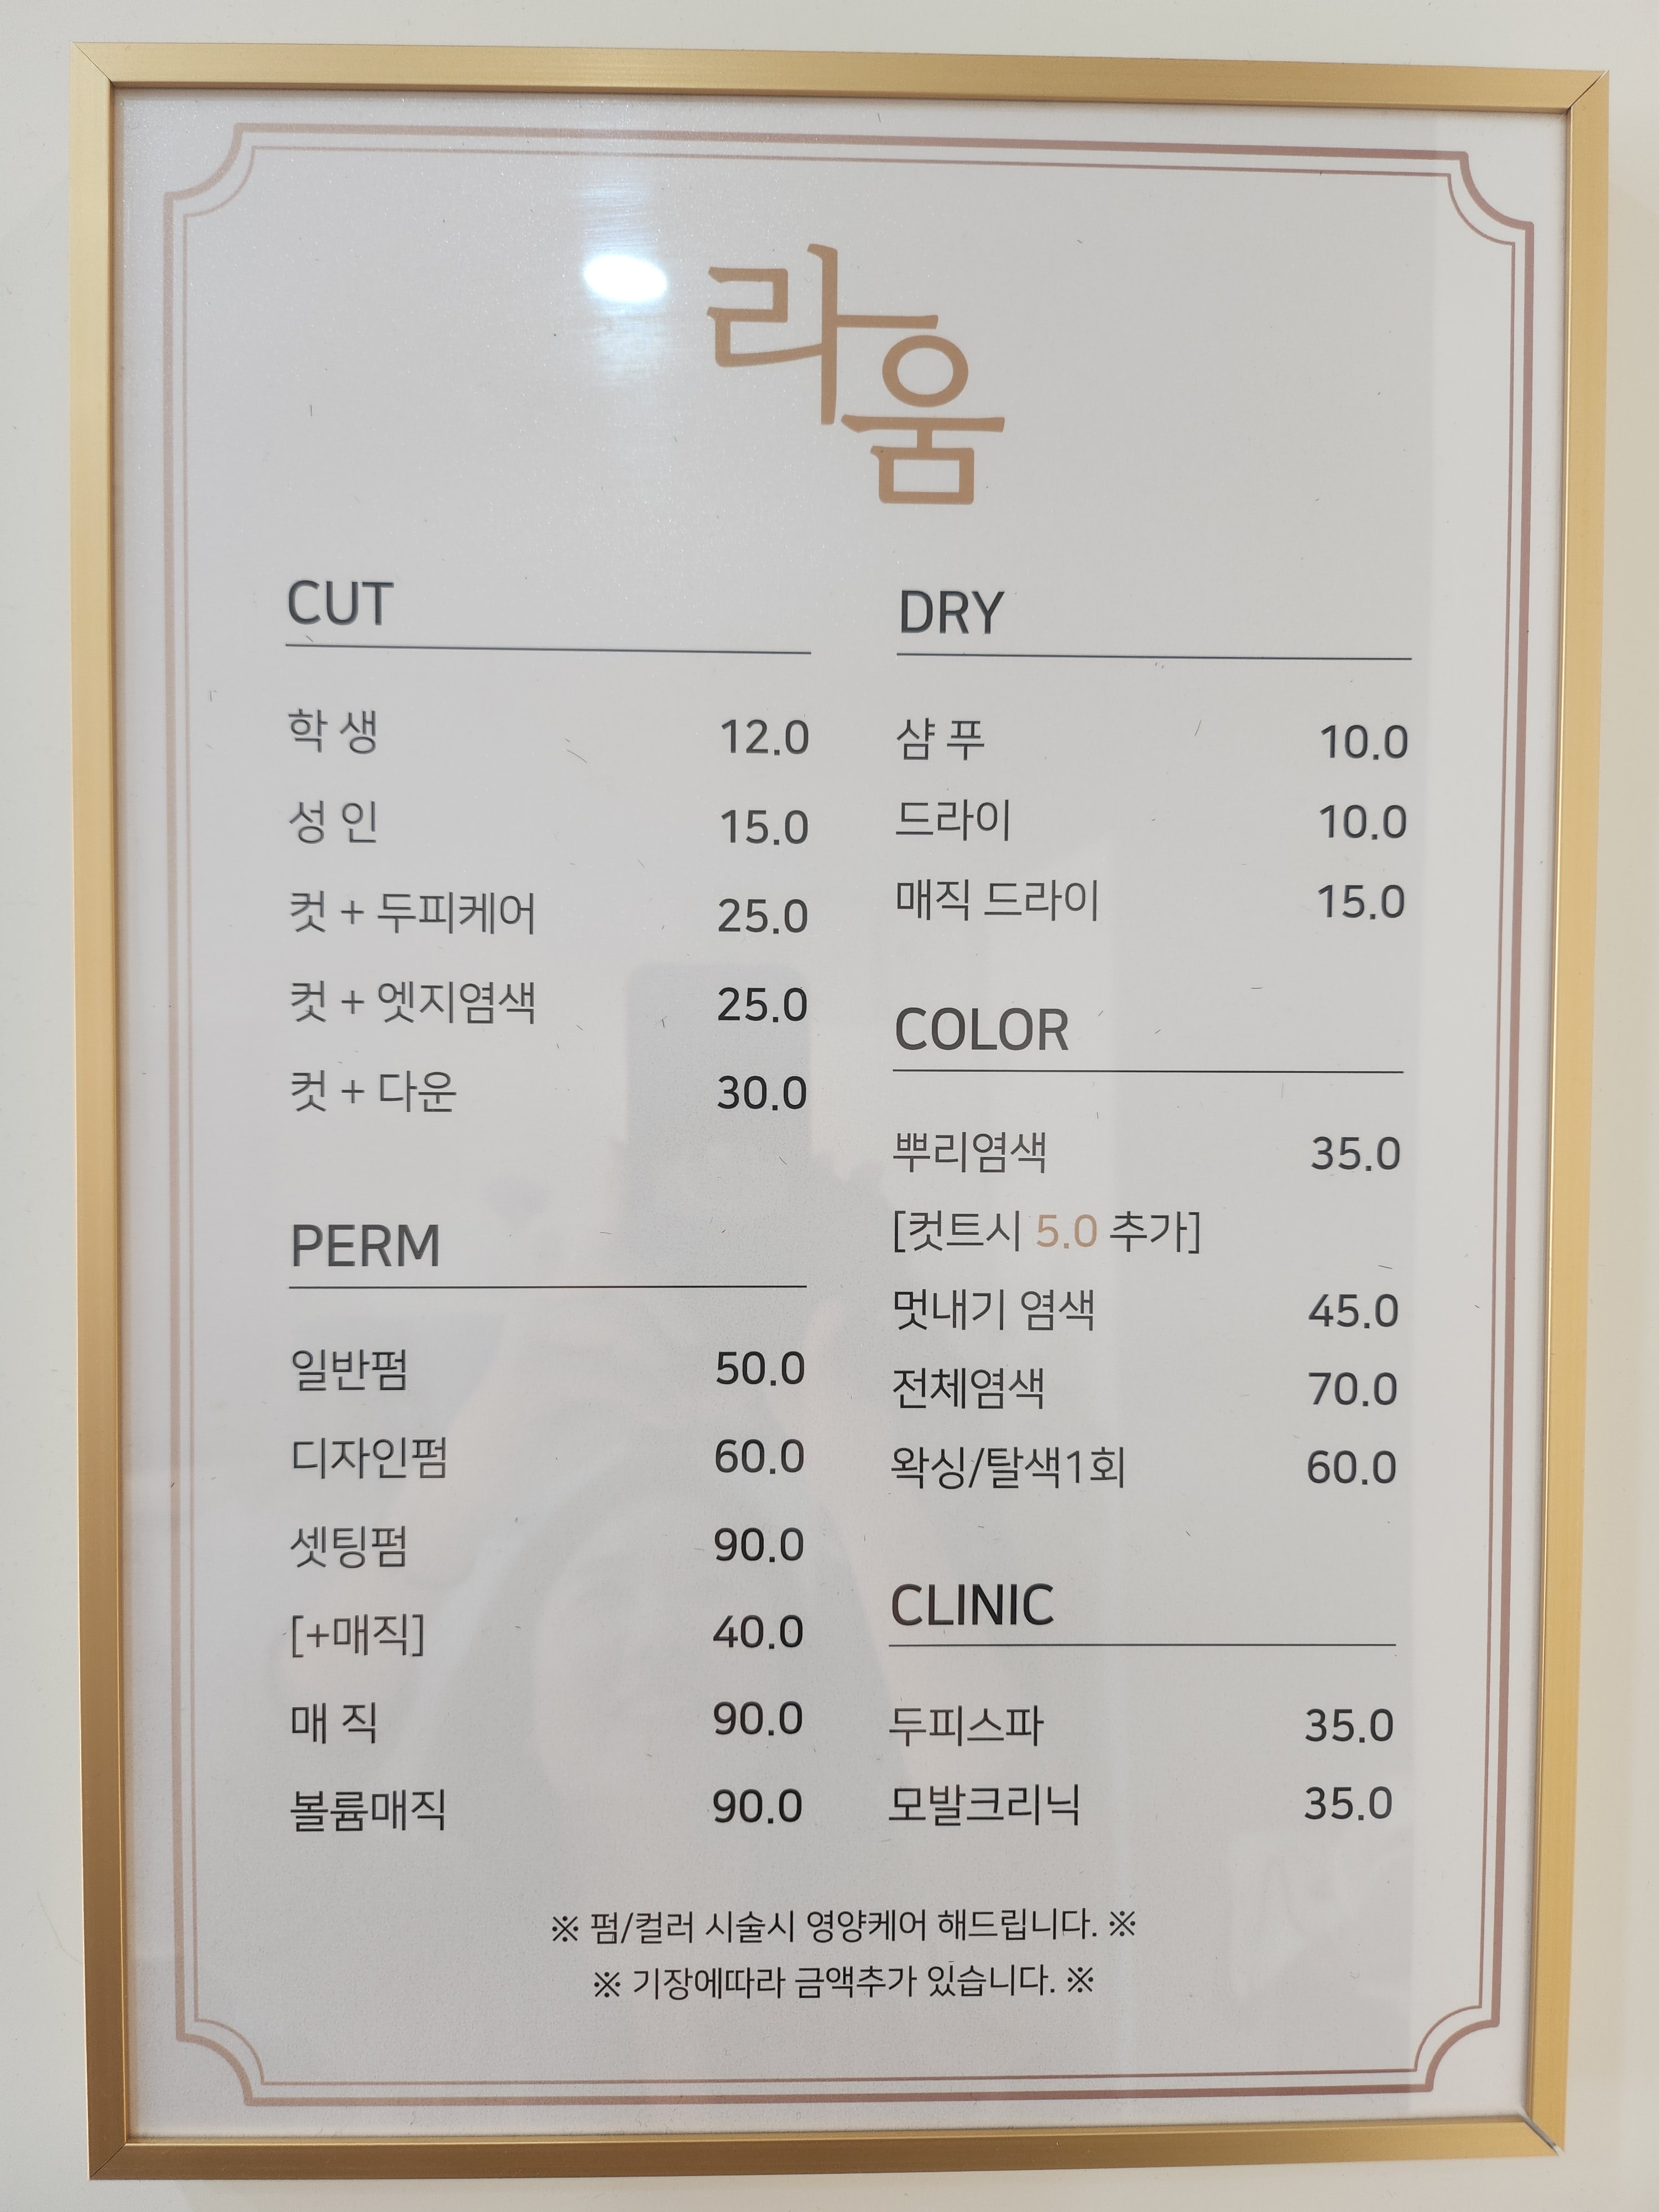 라움
CUT
학 생 12.0
성 인 15.0
컷 + 두피케어 25.0
컷 + 엣지염색 25.0
컷 + 다운 30.0
PERM
일반펌 50.0
디자인펌 60.0
셋팅펌 90.0
[+매직] 40.0
매 직 90.0
볼륨매직 90.0
DRY
샴 푸 10.0
드라이 10.0
매직 드라이 15.0
COLOR
뿌리염색 35.0
[컷트시 5.0 추가]
멋내기 염색 45.0
전체염색 70.0
왁싱/탈색1회 60.0
CLINIC
두피스파 35.0
모발크리닉 35.0
※ 펌/컬러 시술시 영양케어 해드립니다. ※
※ 기장에따라 금액추가 있습니다. ※